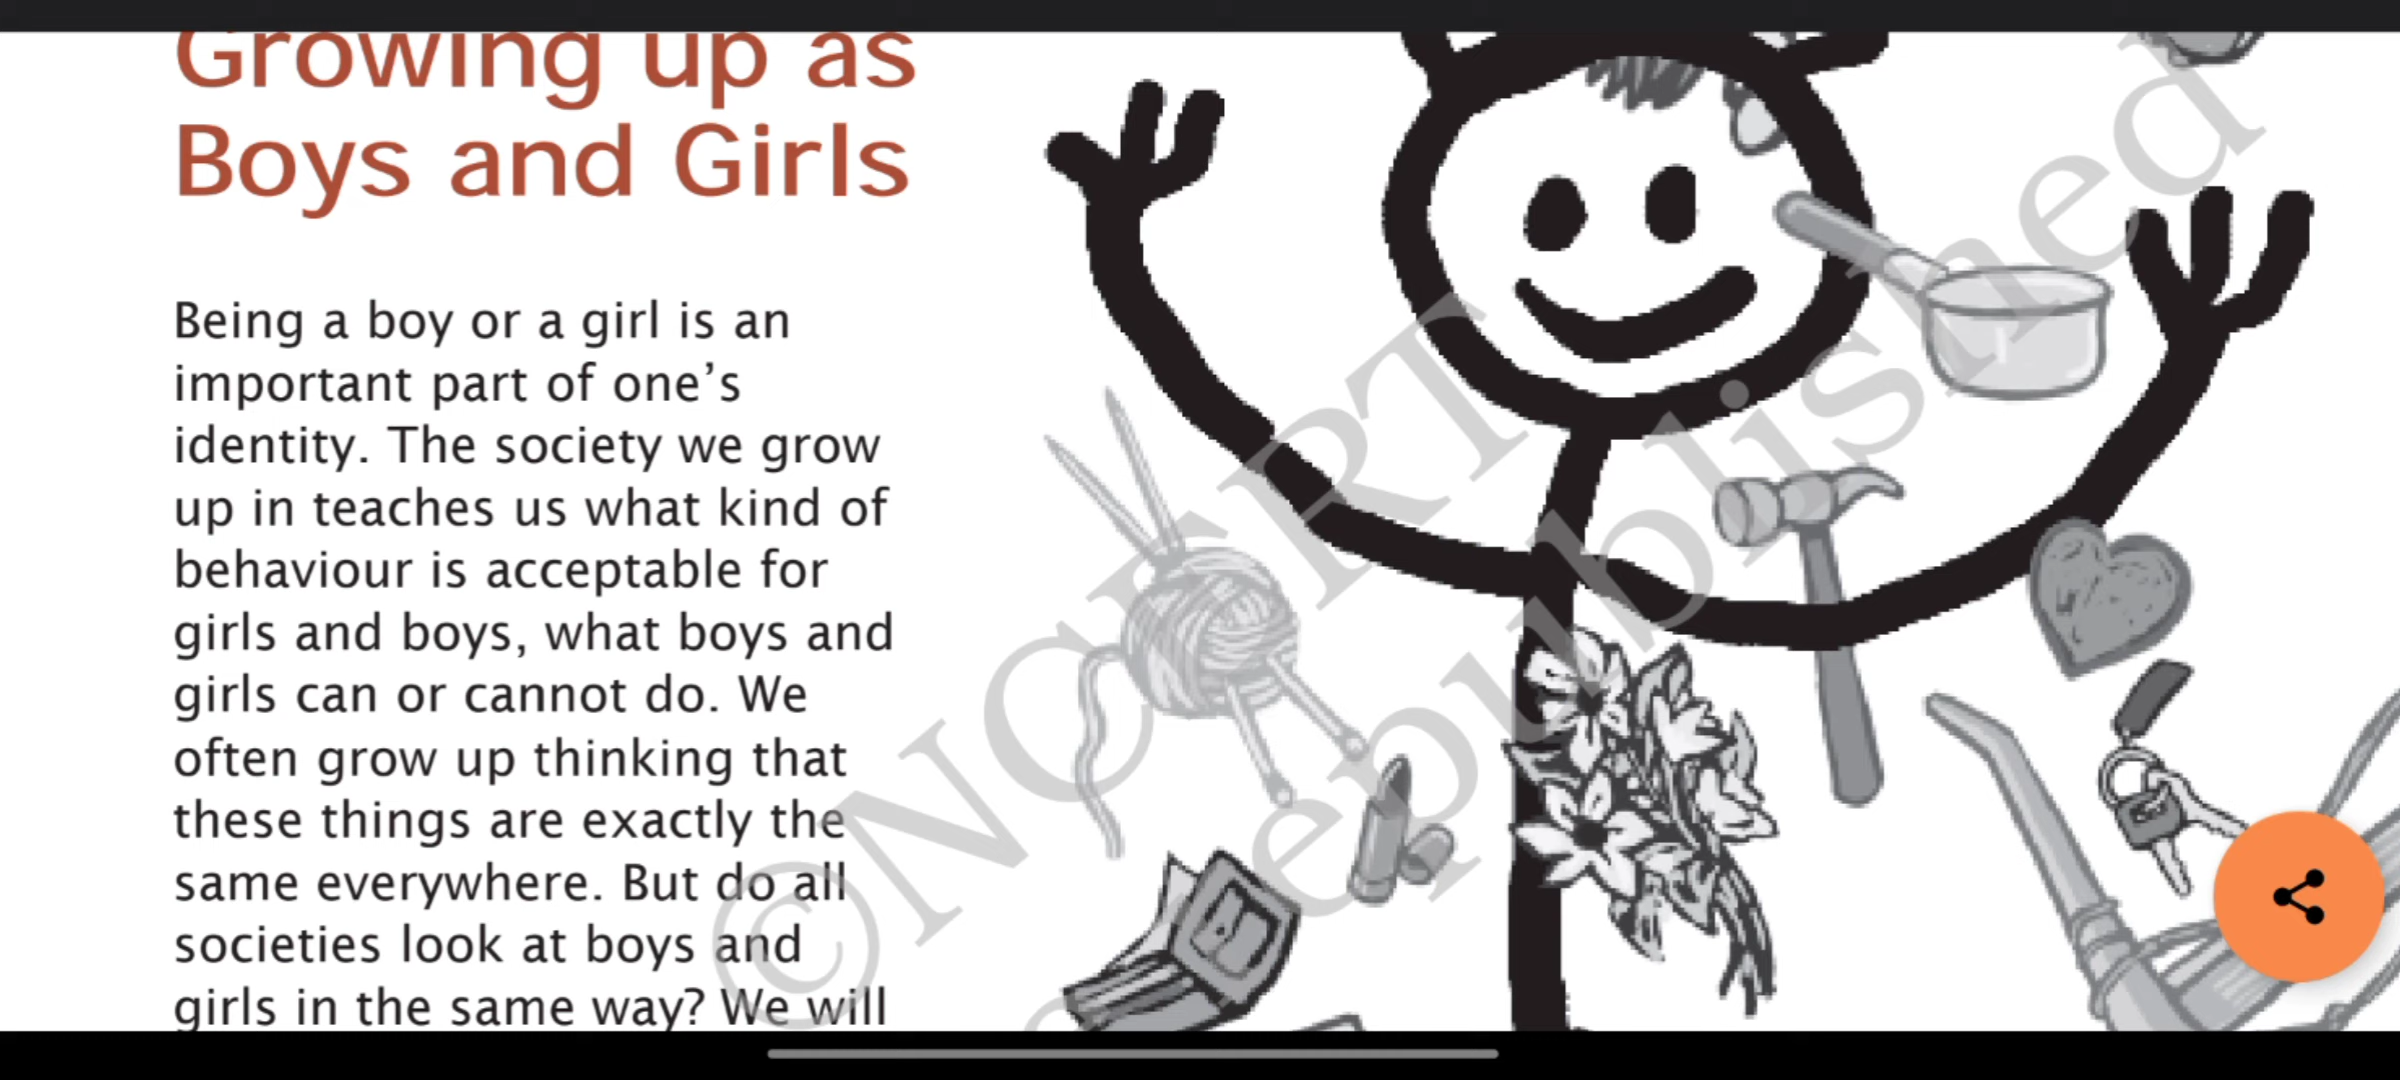 Growing up as
Boys and Girls
Being a boy or a girl is an
important part of one’s
identity. The society we grow
up in teaches us what kind of
behaviour is acceptable for
girls and boys, what boys and
girls can or cannot do. We
often grow up thinking that
these things are exactly the
same everywhere. But do all
societies look at boys and
girls in the same way? We will
©NCERT
republished